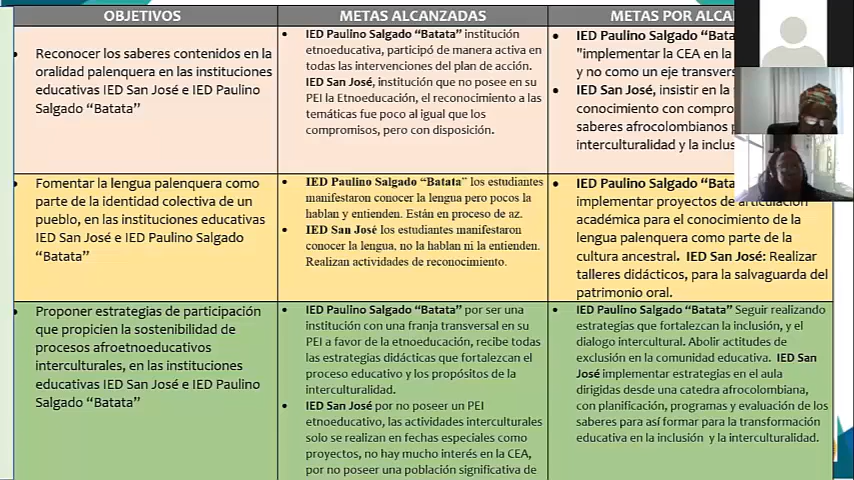 OBJETIVOS
METAS ALCANZADAS
METAS POR
Reconocer los saberes contenidos en la
oralidad palenquera en las instituciones
educativas IED San José e IED Paulino
Salgado “Batata”
IED Paulino Salgado “Batata” institución
etnoeducativa, participó de manera activa en
todas las intervenciones del plan de acción.
IED San José, institución que no posee en su
PEI la Etnoeducación, el reconocimiento a las
temáticas fue poco al igual que los
compromisos, pero con disposición.
IED Paulino Salgado
"implementar la CEA en la
y no como un eje
IED San José, insistir en la
conocimiento con
saberes afrocolombianos
interculturalidad y la
Fomentar la lengua palenquera como
parte de la identidad colectiva de un
pueblo, en las instituciones educativas
IED San José e IED Paulino Salgado
“Batata”
IED Paulino Salgado “Batata” los estudiantes
manifestaron conocer la lengua pero pocos la
hablan y entienden. Están en proceso de az.
IED San José los estudiantes manifestaron
conocer la lengua, no la hablan ni la entienden.
Realizan actividades de reconocimiento.
IED Paulino Salgado
implementar proyectos de articulación
académica para el conocimiento de la
lengua palenquera como parte de la
cultura ancestral. IED San José: Realizar
talleres didácticos, para la salvaguarda del
patrimonio oral.
Proponer estrategias de participación
que propicien la sostenibilidad de
procesos afroetnoeducativos
interculturales, en las instituciones
educativas IED San José e IED Paulino
Salgado “Batata”
IED Paulino Salgado “Batata” por ser una
institución con una franja transversal en su
PEI a favor de la etnoeducación, recibe todas
las estrategias didácticas que fortalezcan el
proceso educativo y los propósitos de la
interculturalidad.
IED San José por no poseer un PEI
etnoeducativo, las actividades interculturales
solo se realizan en fechas especiales como
proyectos, no hay mucho interés en la CEA,
por no poseer una población significativa de
IED Paulino Salgado “Batata” Seguir realizando
estrategias que fortalezcan la inclusión, y el
dialogo intercultural. Abolir actitudes de
exclusión en la comunidad educativa. IED San
José implementar estrategias en el aula
dirigidas desde una catedra afrocolombiana,
con planificación, programas y evaluación de los
saberes para así formar para la transformación
educativa en la inclusión y la interculturalidad.